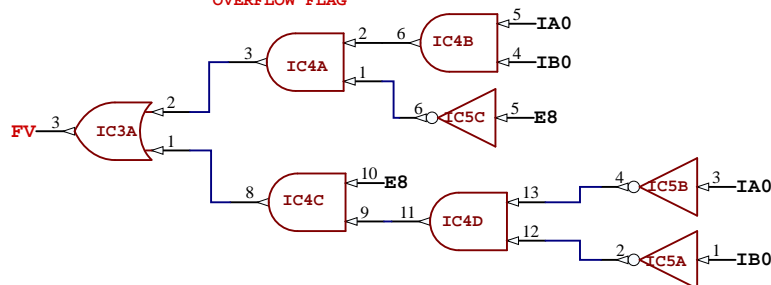 OVERFLOW FLAG
5 IA0
2 6 IC4B
3 IC4A 4 IB0
1
6 IC5C 5 E8
2
FV 3 IC3A
1
10 E8
8 IC4C 13 4 IC5B 3 IA0
9 11 IC4D
12
2 IC5A 1 IB0